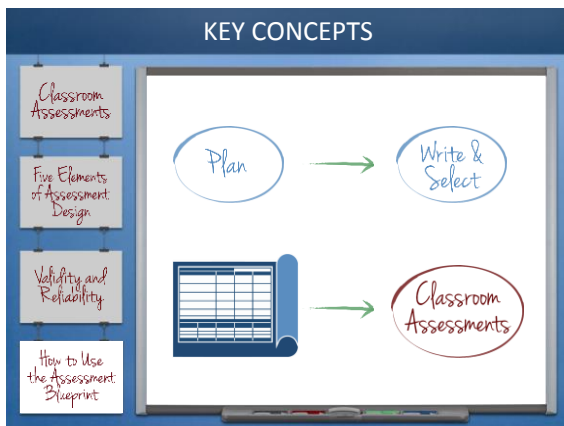 KEY CONCEPTS
Classroom
Assessments
Five Elements
of Assessment
Design
Validity and
Reliability
How to Use
the Assessment
Blueprint
Plan
Write &
Select
Classroom
Assessments